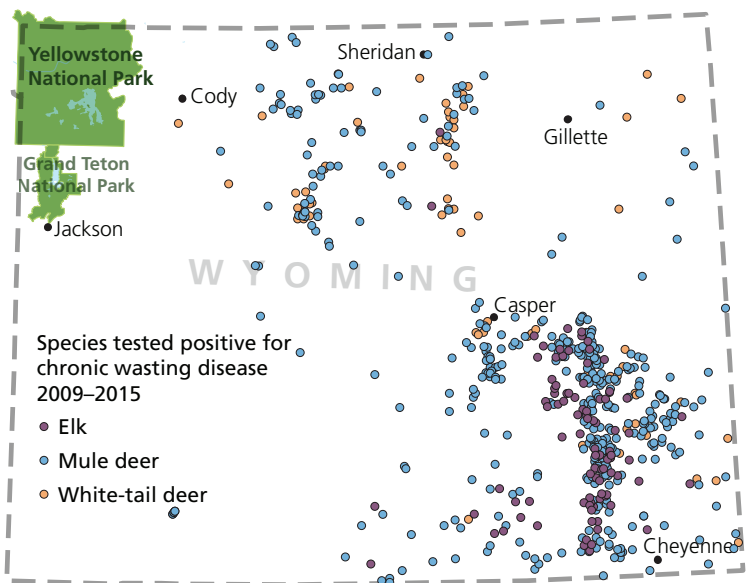 Yellowstone
National Park
Sheridan
Cody
Gillette
Grand Teton
National Park
Jackson
WYOMING
Casper
Species tested positive for
chronic wasting disease
2009–2015
Elk
Mule deer
White-tail deer
Cheyenne